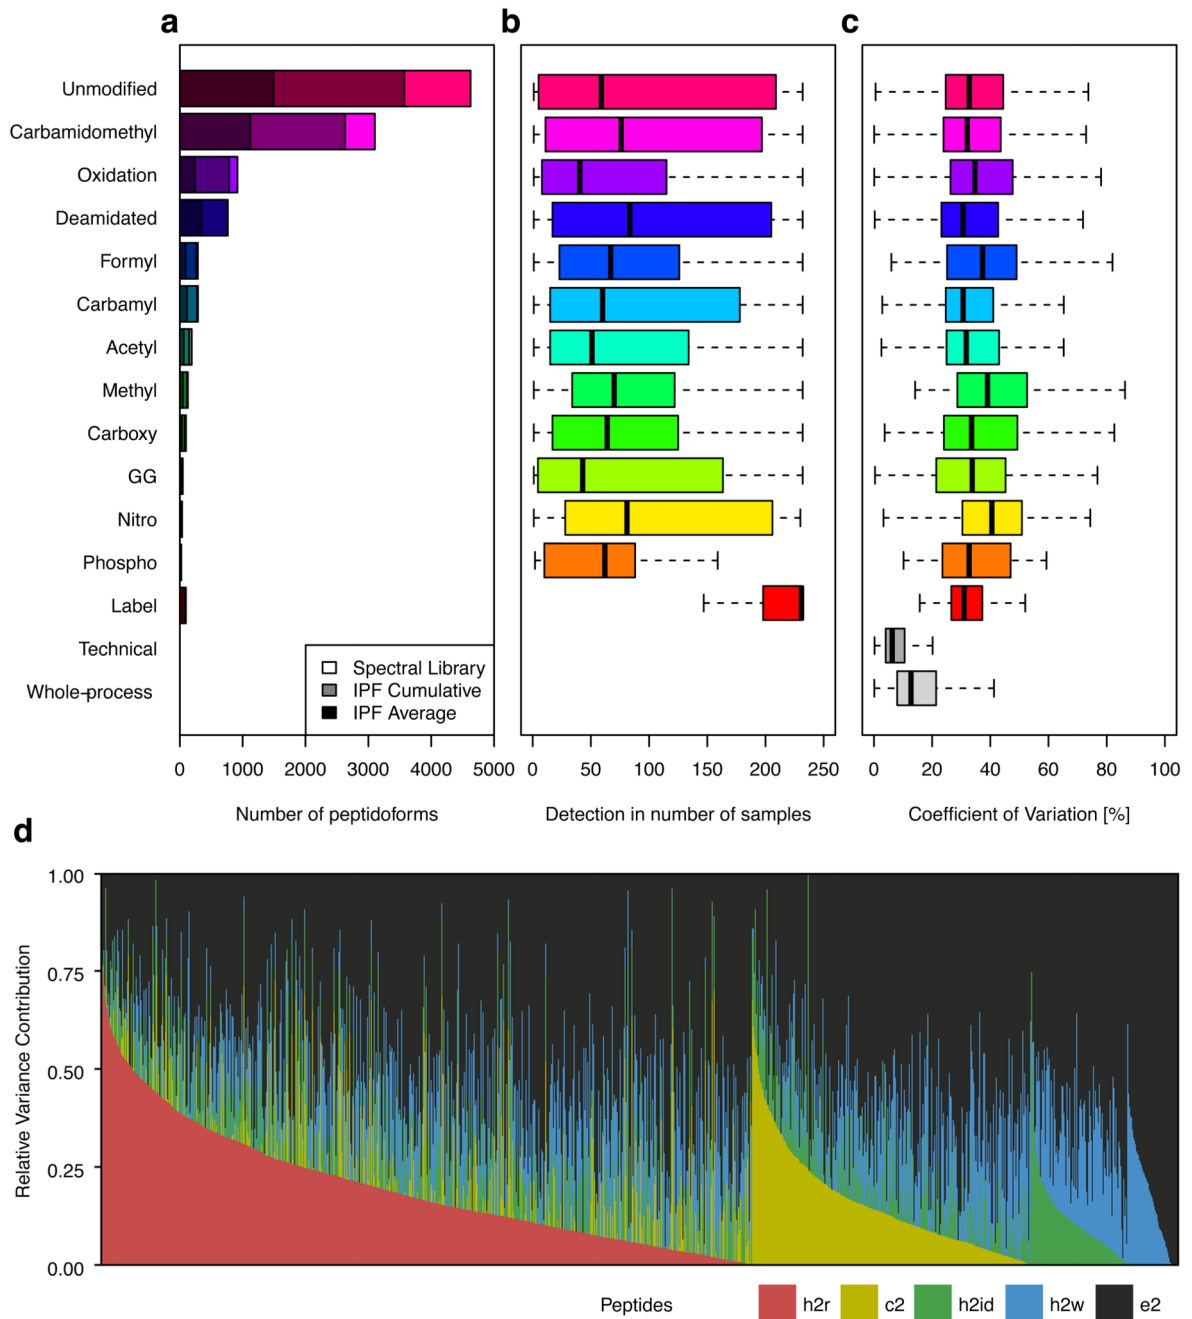 a b c
Unmodified
Carbamidomethyl
Oxidation
Deamidated
Formyl
Carbamyl
Acetyl
Methyl
Carboxy
GG
Nitro
Phospho
Label
Technical
Whole-process
Spectral Library
IPF Cumulative
IPF Average
0 1000 2000 3000 4000 5000
Number of peptidoforms
0 50 100 150 200 250
Detection in number of samples
0 20 40 60 80 100
Coefficient of Variation [%]
d
1.00
0.75
0.50
0.25
0.00
Relative Variance Contribution
Peptides h2r c2 h2id h2w e2